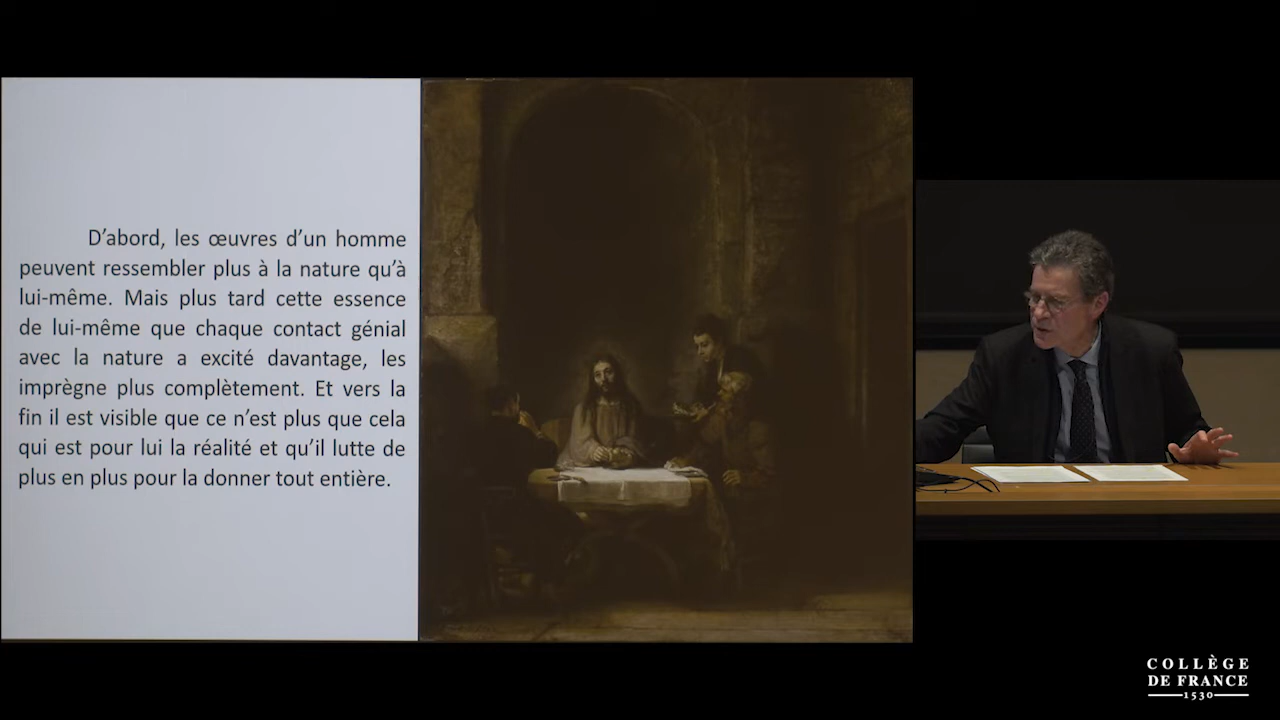 D’abord, les œuvres d’un homme
peuvent ressembler plus à la nature qu’à
lui-même. Mais plus tard cette essence
de lui-même que chaque contact génial
avec la nature a excité davantage, les
imprègne plus complètement. Et vers la
fin il est visible que ce n’est plus que cela
qui est pour lui la réalité et qu’il lutte de
plus en plus pour la donner tout entière.
COLLÈGE
DE FRANCE
1530